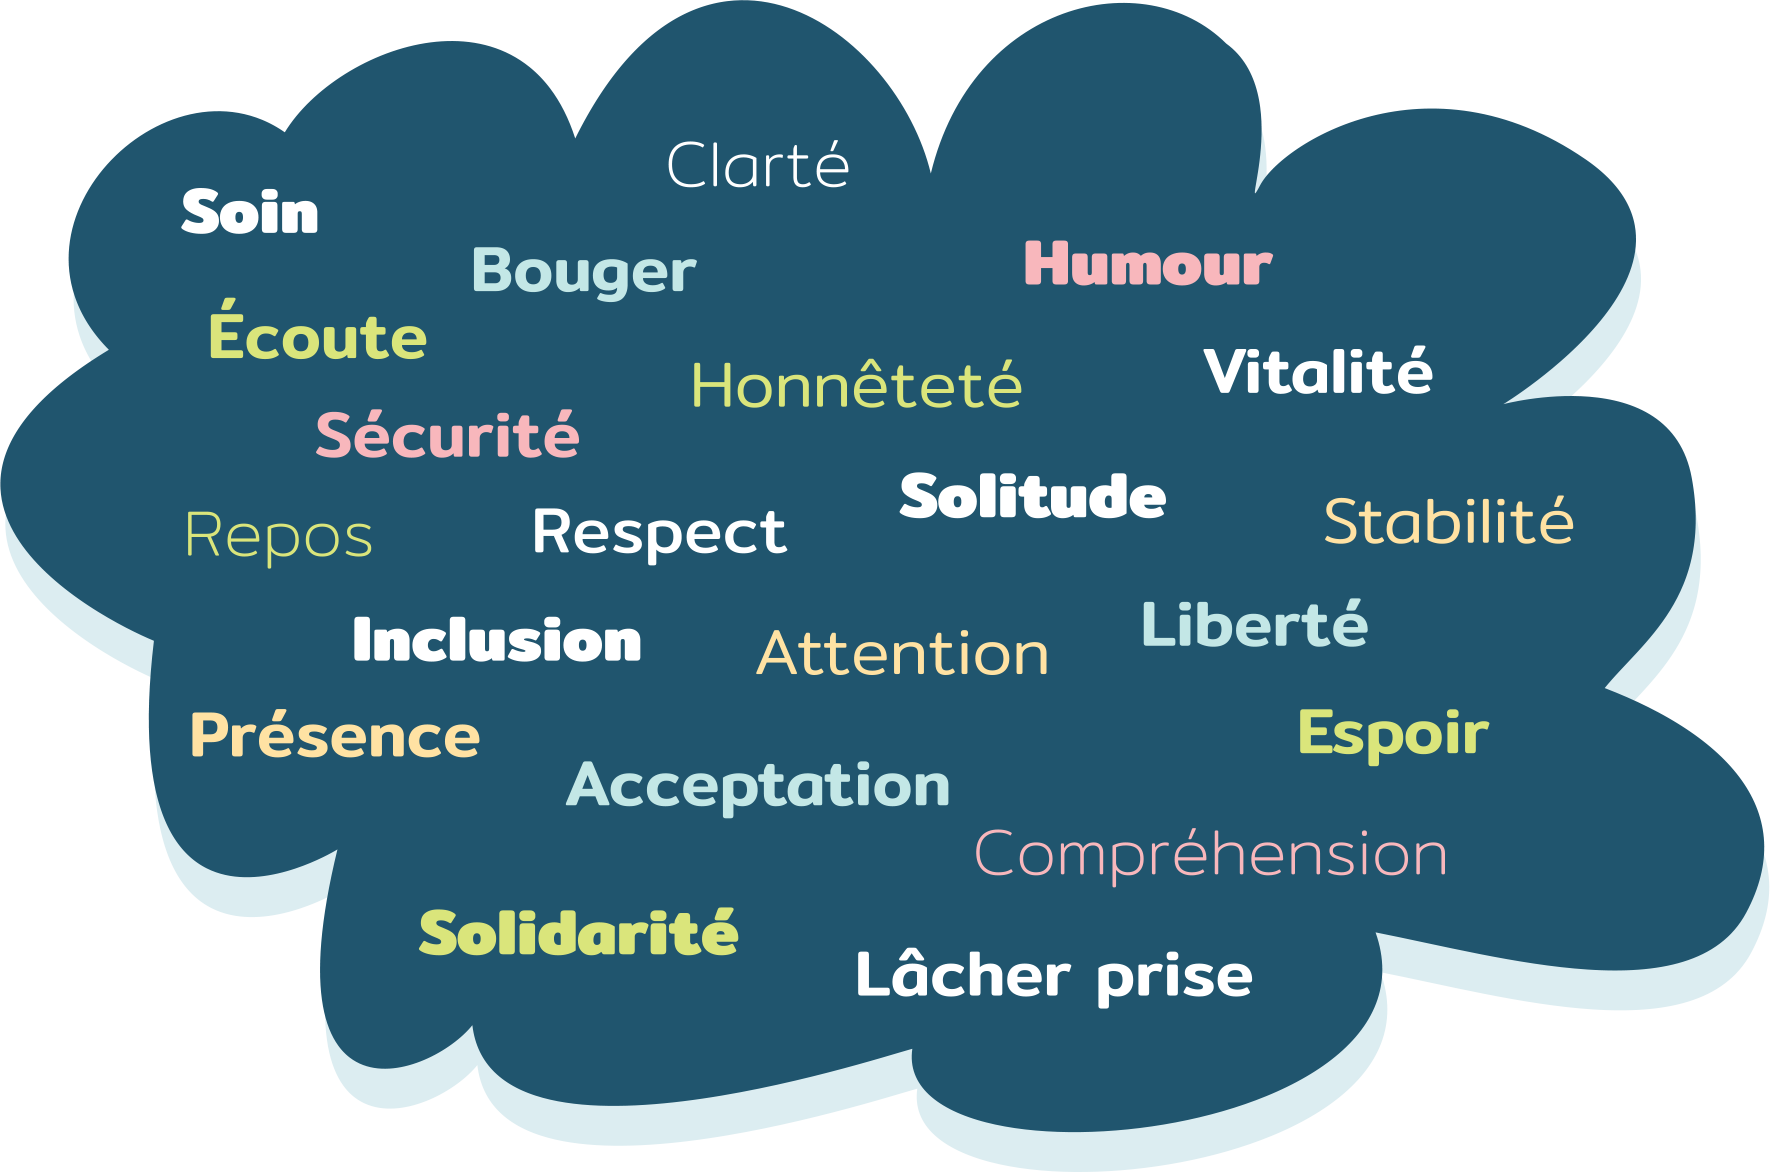 Clarté
Soin
Bouger
Humour
Écoute
Honnêteté
Vitalité
Sécurité
Solitude
Repos
Respect
Stabilité
Inclusion
Attention
Liberté
Présence
Espoir
Acceptation
Compréhension
Solidarité
Lâcher prise